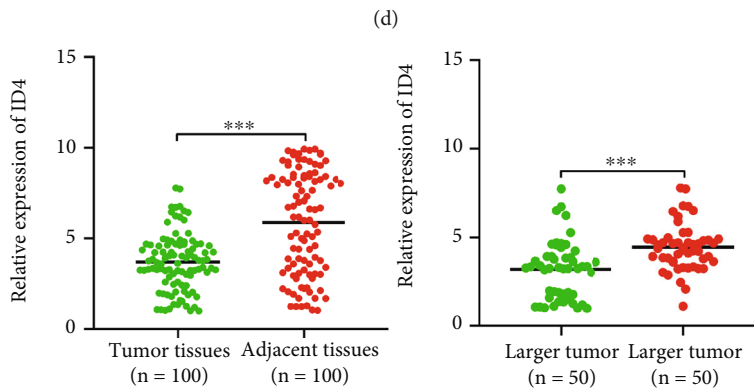 (d)
Relative expression of ID4
15
10
5
0
***
Tumor tissues
(n = 100)
Adjacent tissues
(n = 100)
Relative expression of ID4
15
10
5
0
***
Larger tumor
(n = 50)
Larger tumor
(n = 50)